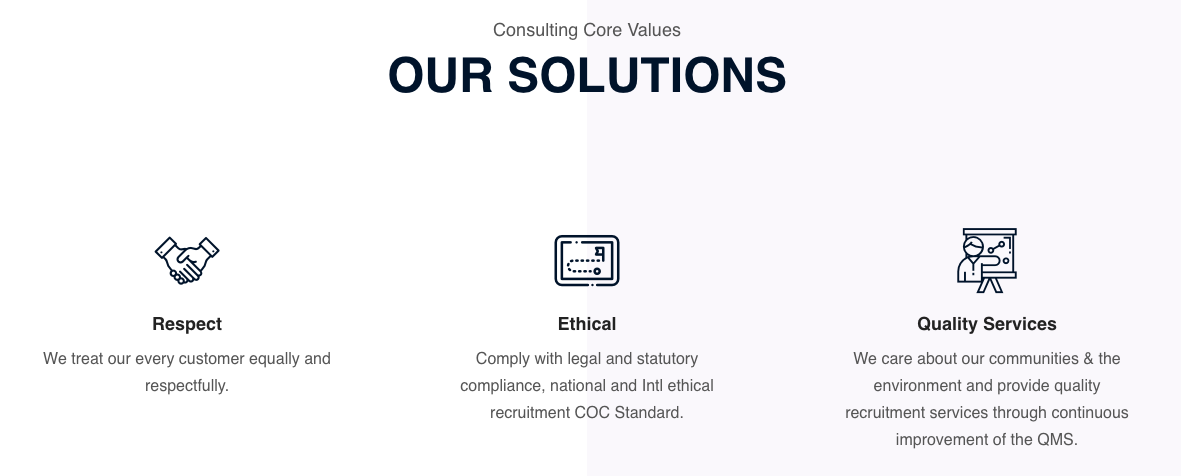 Consulting Core Values
OUR SOLUTIONS
Respect
We treat our every customer equally and
respectfully.
Ethical
Comply with legal and statutory
compliance, national and Intl ethical
recruitment COC Standard.
Quality Services
We care about our communities & the
environment and provide quality
recruitment services through continuous
improvement of the QMS.